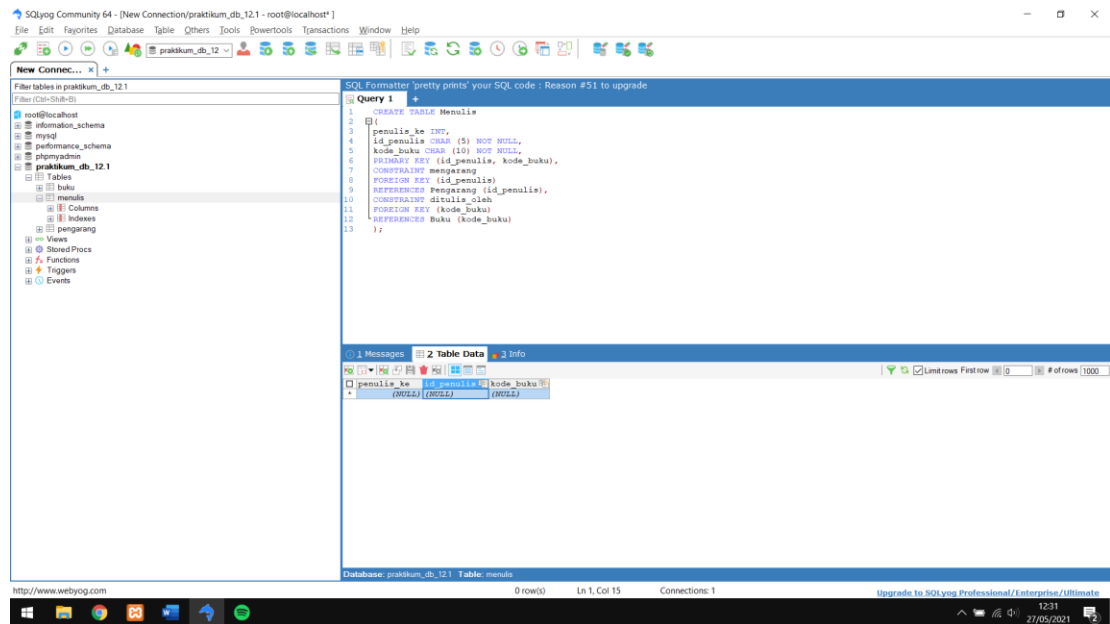 SQLyog Community 64 - [New Connection/praktikum_db_12.1 - root@localhost* ]
File Edit Favorites Database Table Others Tools Powertools Transactions Window Help
praktikum_db_12
New Connec... × +
Filter tables in praktikum_db_12.1
Filter (Ctrl+Shift+B)
root@localhost
information_schema
mysql
performance_schema
phpmyadmin
praktikum_db_12.1
Tables
buku
menulis
Columns
Indexes
pengarang
Views
Stored Procs
Functions
Triggers
Events
SQL Formatter 'pretty prints' your SQL code : Reason #51 to upgrade
Query 1 +
1 CREATE TABLE Menulis
2 (
3 penulis_ke INT,
4 id_penulis CHAR (5) NOT NULL,
5 kode_buku CHAR (10) NOT NULL,
6 PRIMARY KEY (id_penulis, kode_buku),
7 CONSTRAINT mengarang
8 FOREIGN KEY (id_penulis)
9 REFERENCES Pengarang (id_penulis),
10 CONSTRAINT ditulis_oleh
11 FOREIGN KEY (kode_buku)
12 REFERENCES Buku (kode_buku)
13 );
1 Messages 2 Table Data 3 Info
Limit rows First row 0 # of rows 1000
penulis_ke id_penulis kode_buku
* (NULL) (NULL) (NULL)
Database: praktikum_db_12.1 Table: menulis
http://www.webyog.com 0 row(s) Ln 1, Col 15 Connections: 1 Upgrade to SQLyog Professional/Enterprise/Ultimate
12:31
27/05/2021
2